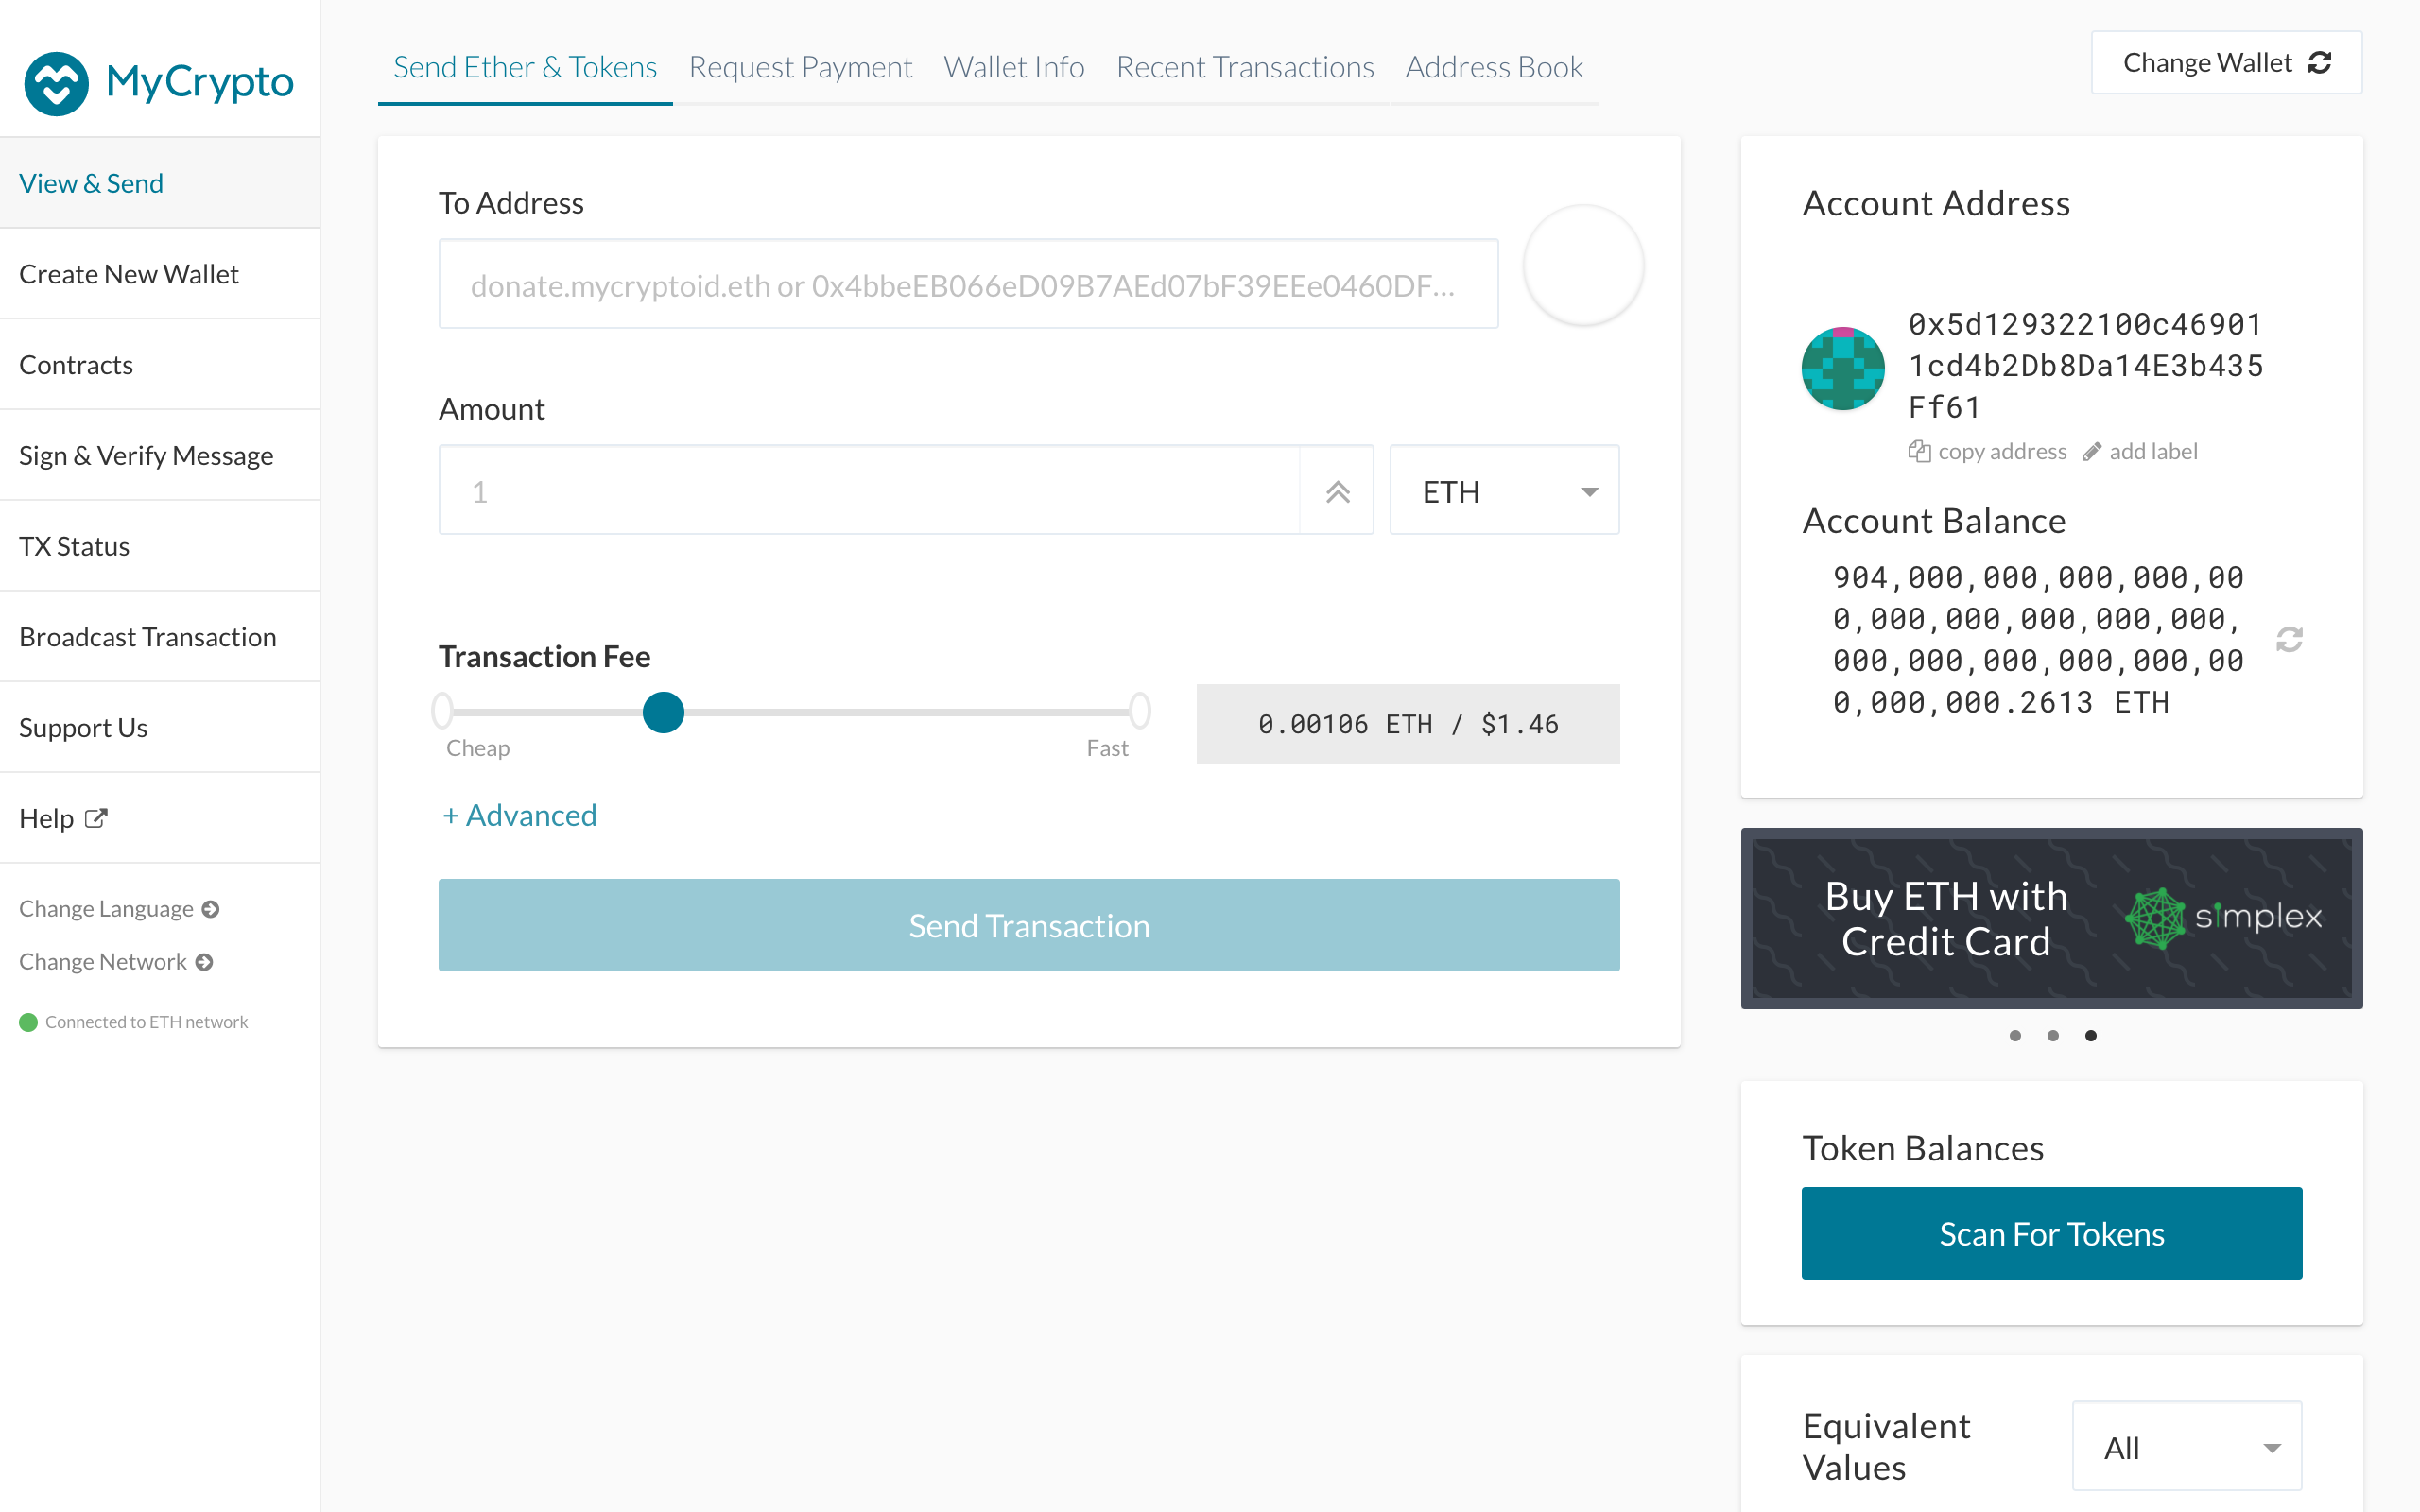 MyCrypto
View & Send
Create New Wallet
Contracts
Sign & Verify Message
TX Status
Broadcast Transaction
Support Us
Help
Change Language
Change Network
Connected to ETH network
Send Ether & Tokens
Request Payment
Wallet Info
Recent Transactions
Address Book
Change Wallet
To Address
donate.mycryptoid.eth or 0x4bbeEB066eD09B7AEd07bF39EEe0460DF...
Amount
1
ETH
Transaction Fee
Cheap
Fast
0.00106 ETH / $1.46
+ Advanced
Send Transaction
Account Address
0x5d129322100c46901
1cd4b2Db8Da14E3b435
Ff61
copy address
add label
Account Balance
904,000,000,000,000,00
0,000,000,000,000,000,
000,000,000,000,000,00
0,000,000.2613 ETH
Buy ETH with
Credit Card
simplex
Token Balances
Scan For Tokens
Equivalent
Values
All